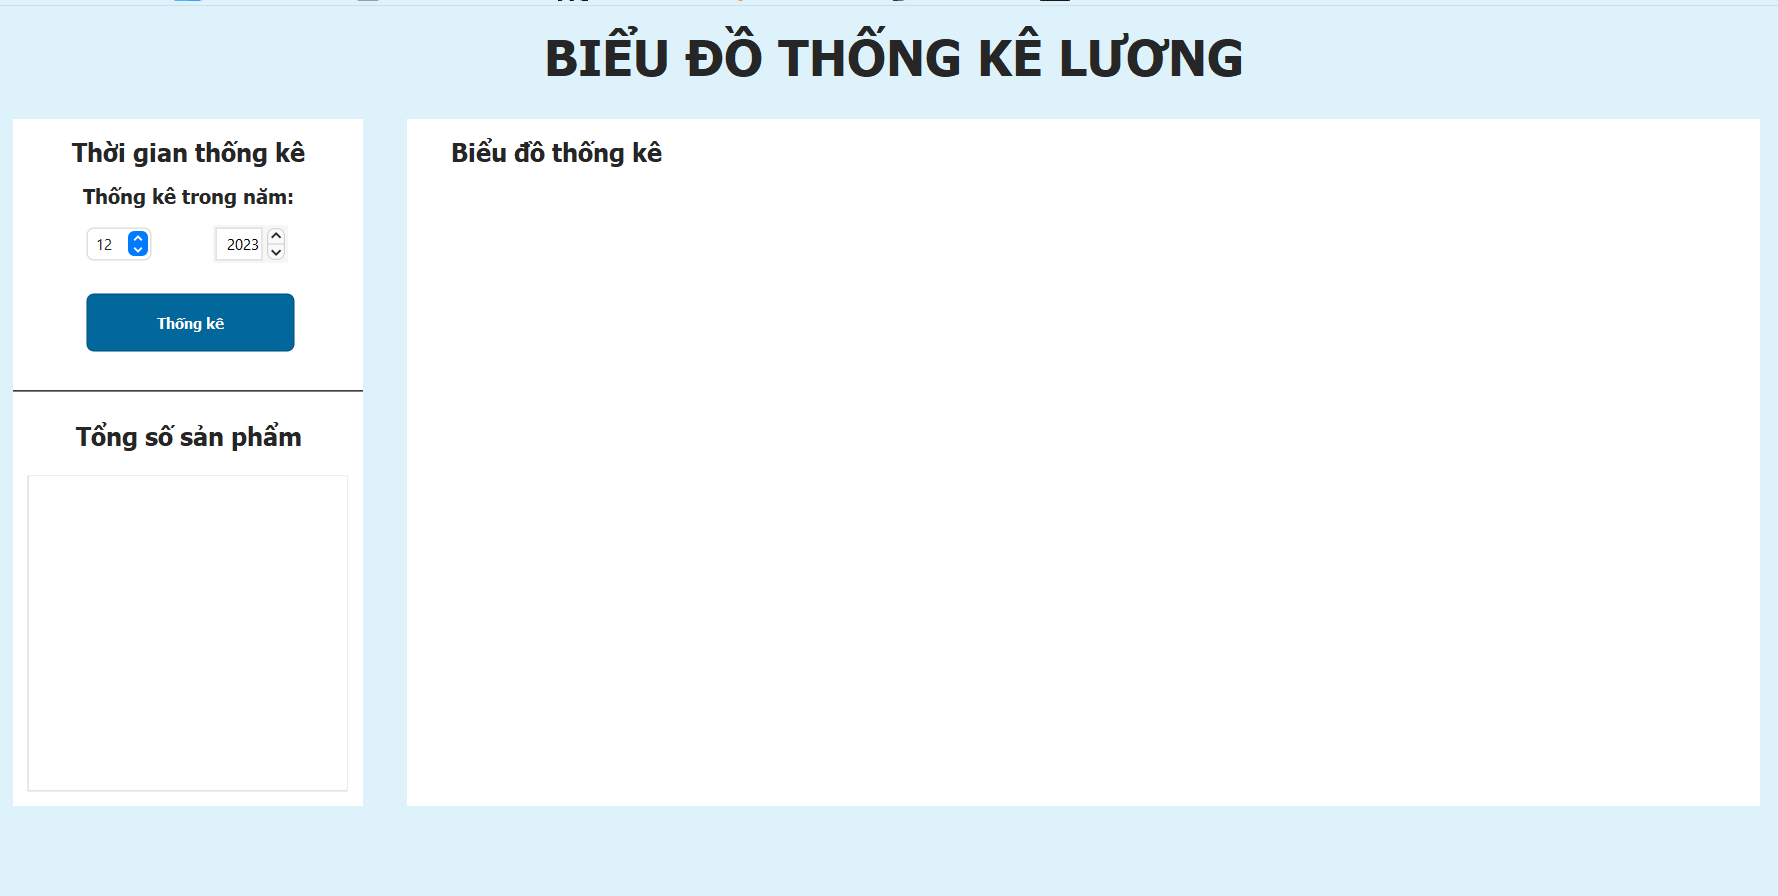 BIỂU ĐỒ THỐNG KÊ LƯƠNG
Thời gian thống kê
Thống kê trong năm:
12 2023
Thống kê
Tổng số sản phẩm
Biểu đồ thống kê